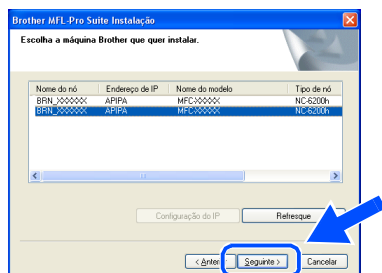 Brother MFL-Pro Suite Instalação
Escolha a máquina Brother que quer instalar.
Nome do nó Endereço de IP Nome do modelo Tipo de nó
BRN_XXXXXX APIPA MFC-XXXXX NC-6200h
BRN_XXXXXX APIPA MFC-XXXXX NC-6200h
Configuração do IP Refresque
< Anterior Seguinte > Cancelar